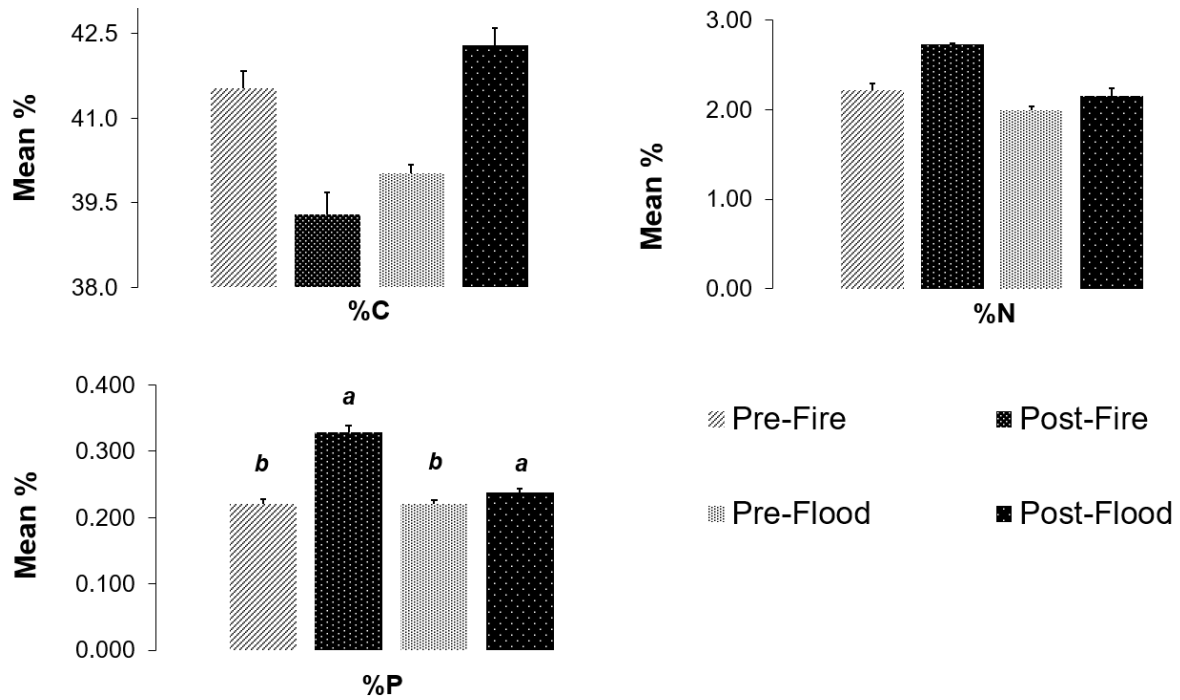 Mean %
42.5
41.0
39.5
38.0
%C
Mean %
3.00
2.00
1.00
0.00
%N
Mean %
0.400
0.300
0.200
0.100
0.000
b
a
b
a
%P
Pre-Fire
Post-Fire
Pre-Flood
Post-Flood